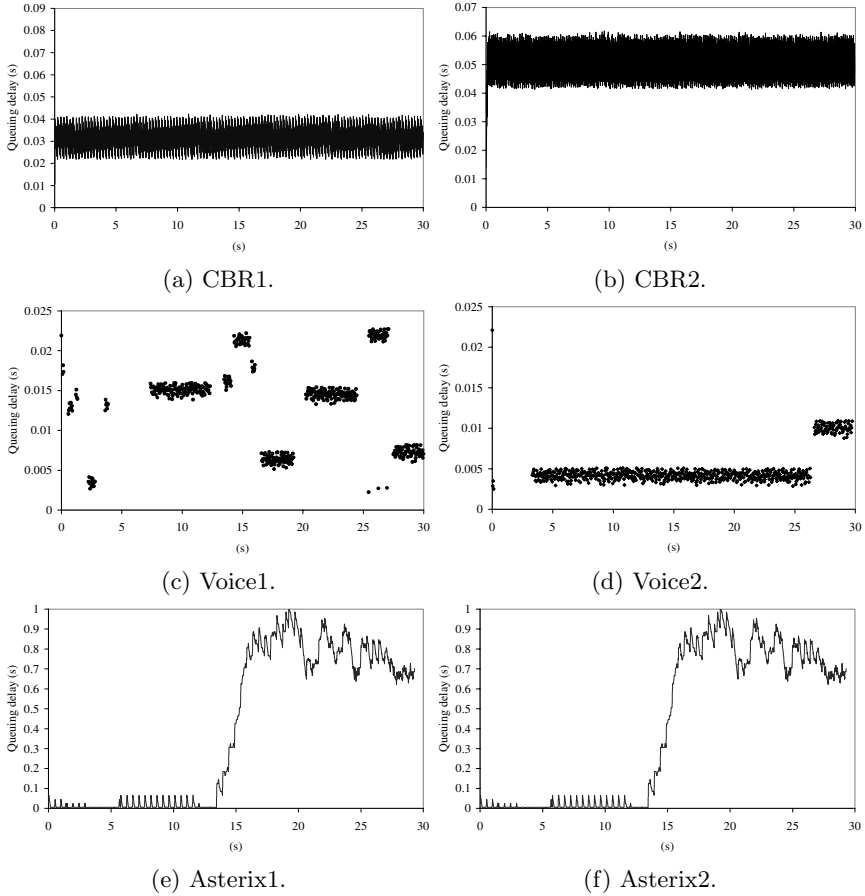 Queuing delay (s)
0.09
0.08
0.07
0.06
0.05
0.04
0.03
0.02
0.01
0
0 5 10 15 20 25 30
(s)
(a) CBR1.
Queuing delay (s)
0.07
0.06
0.05
0.04
0.03
0.02
0.01
0
0 5 10 15 20 25 30
(s)
(b) CBR2.
Queuing delay (s)
0.025
0.02
0.015
0.01
0.005
0
0 5 10 15 20 25 30
(s)
(c) Voice1.
Queuing delay (s)
0.025
0.02
0.015
0.01
0.005
0
0 5 10 15 20 25 30
(s)
(d) Voice2.
Queuing delay (s)
1
0.9
0.8
0.7
0.6
0.5
0.4
0.3
0.2
0.1
0
0 5 10 15 20 25 30
(s)
(e) Asterix1.
Queuing delay (s)
1
0.9
0.8
0.7
0.6
0.5
0.4
0.3
0.2
0.1
0
0 5 10 15 20 25 30
(s)
(f) Asterix2.